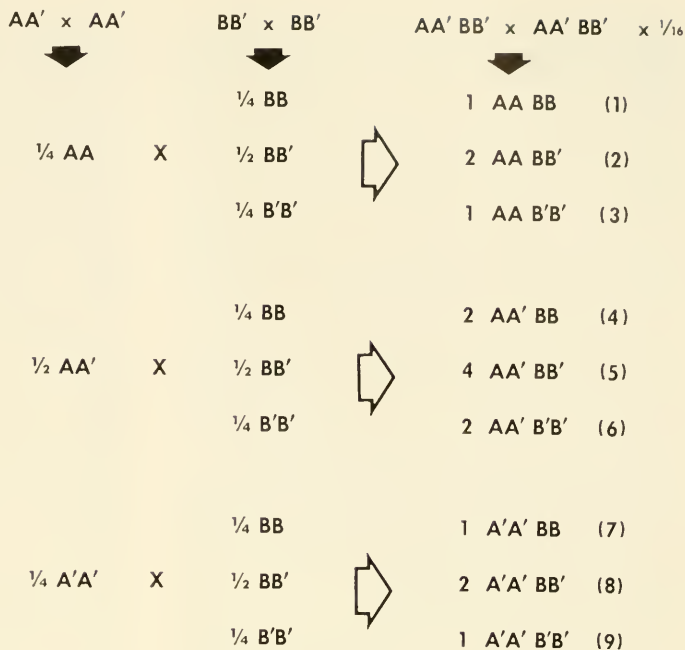 AA′ x AA′ BB′ x BB′ AA′ BB′ x AA′ BB′ x 1/16
¼ BB 1 AA BB (1)
¼ AA X ½ BB′ 2 AA BB′ (2)
¼ B′B′ 1 AA B′B′ (3)
¼ BB 2 AA′ BB (4)
½ AA′ X ½ BB′ 4 AA′ BB′ (5)
¼ B′B′ 2 AA′ B′B′ (6)
¼ BB 1 A′A′ BB (7)
¼ A′A′ X ½ BB′ 2 A′A′ BB′ (8)
¼ B′B′ 1 A′A′ B′B′ (9)